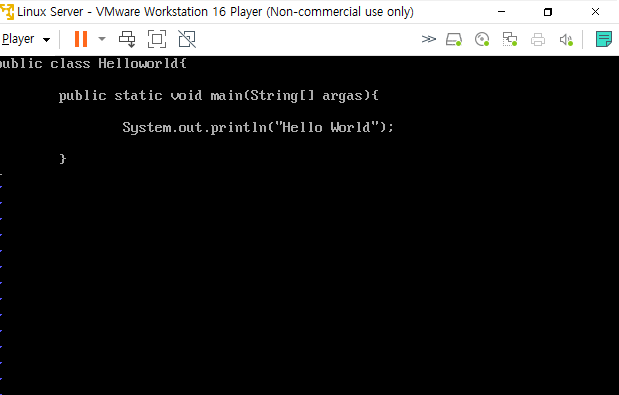 Linux Server - VMware Workstation 16 Player (Non-commercial use only)
Player
public class Helloworld{
public static void main(String[] argas){
System.out.println("Hello World");
}
~
~
~
~
~
~
~
~
~
~
~
~
~